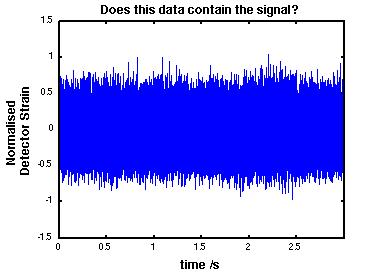 Does this data contain the signal?
1.5
1
0.5
0
-0.5
-1
-1.5
Normalised
Detector Strain
0 0.5 1 1.5 2 2.5
time /s